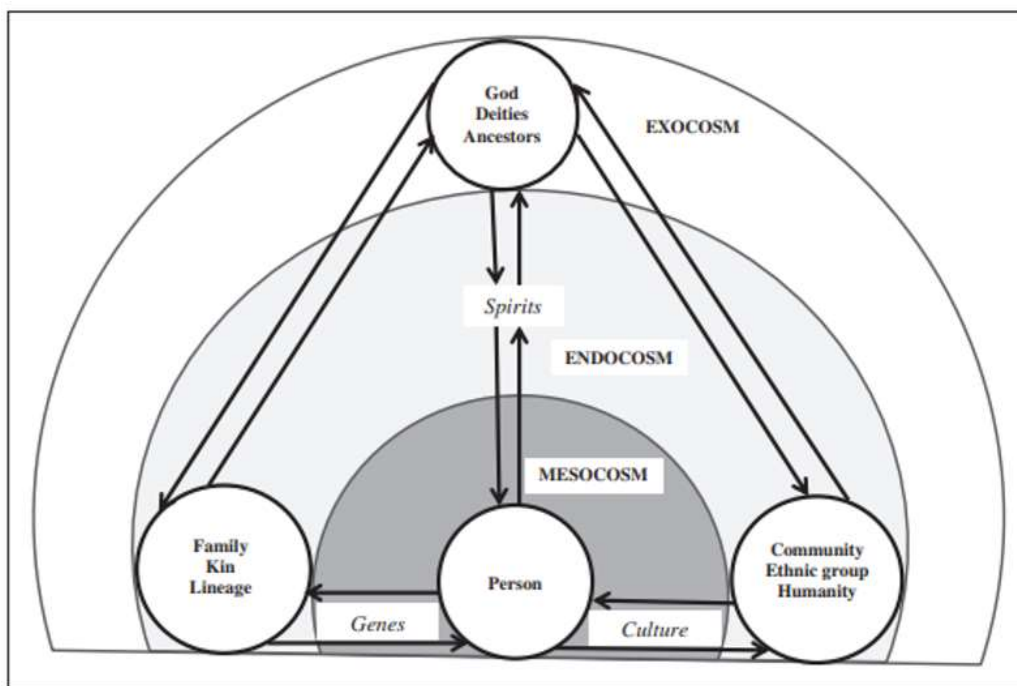 God
Deities
Ancestors
EXOCOSM
Spirits
ENDOCOSM
MESOCOSM
Family
Kin
Lineage
Person
Community
Ethnic group
Humanity
Genes
Culture